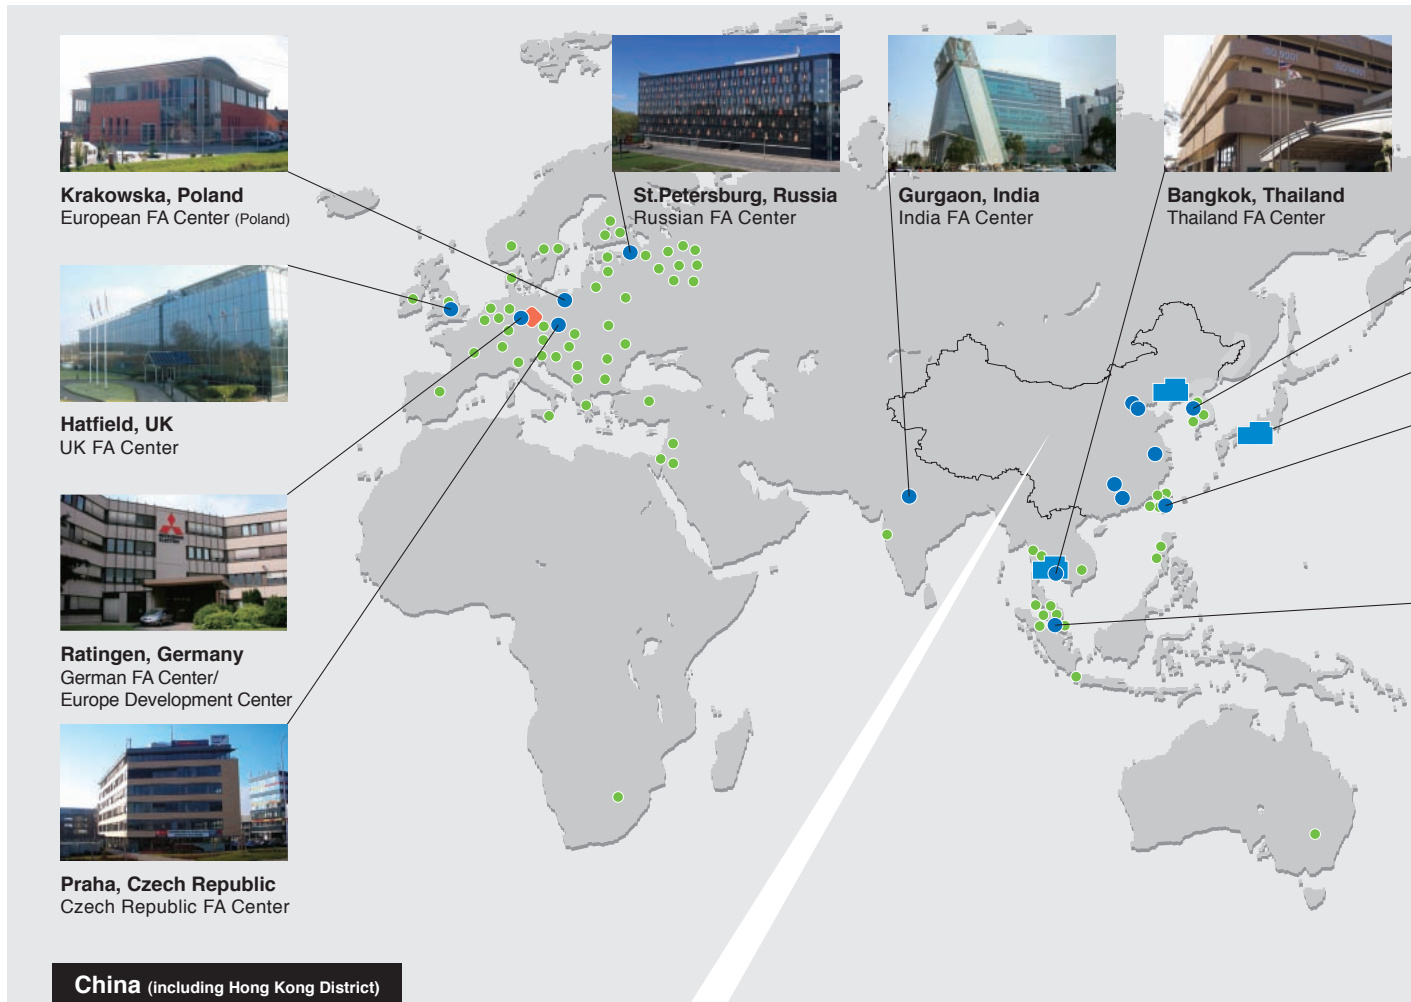 Krakowska, Poland
European FA Center (Poland)
St.Petersburg, Russia
Russian FA Center
Gurgaon, India
India FA Center
Bangkok, Thailand
Thailand FA Center
Hatfield, UK
UK FA Center
Ratingen, Germany
German FA Center/
Europe Development Center
Praha, Czech Republic
Czech Republic FA Center
China (including Hong Kong District)